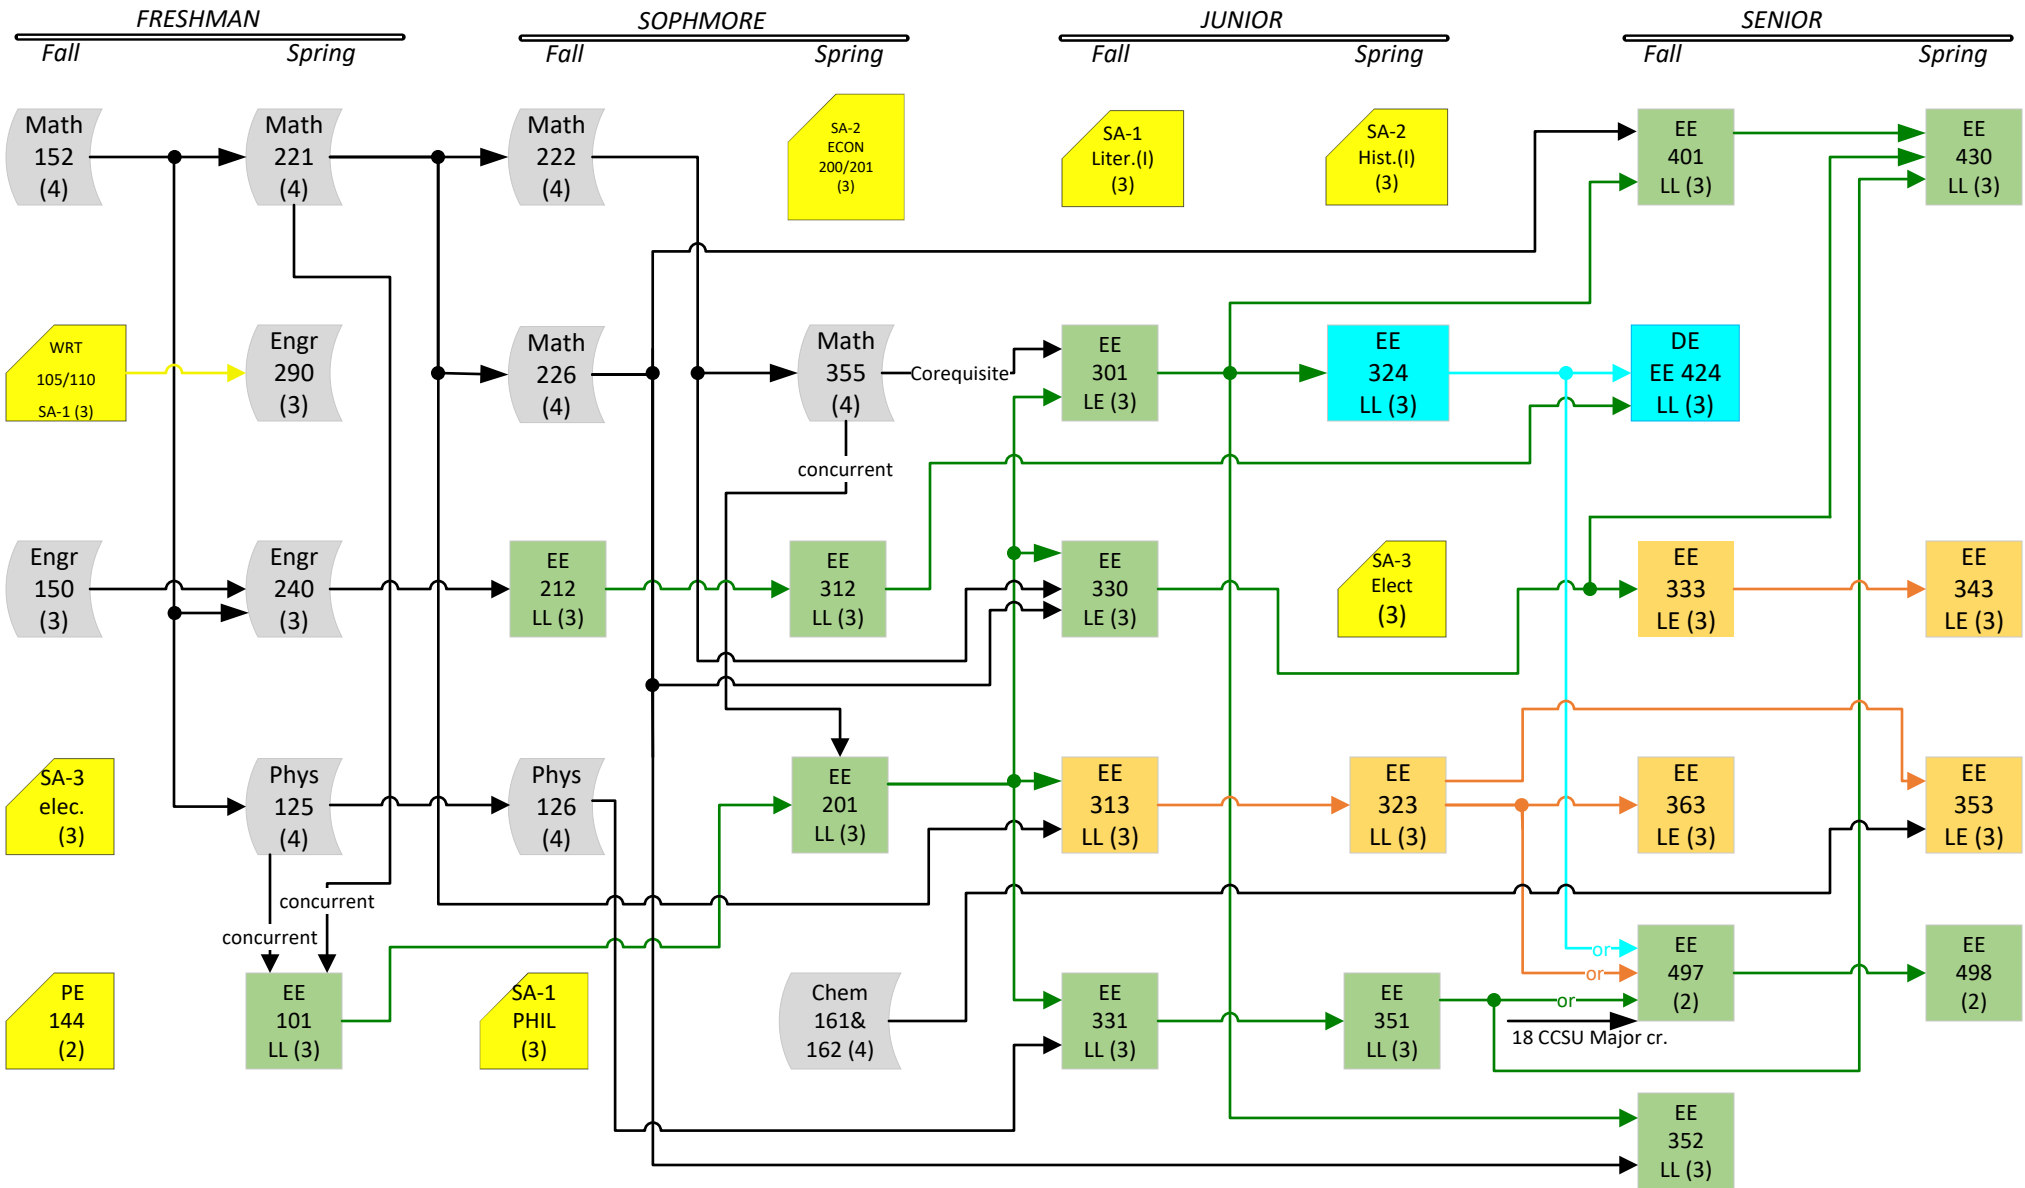 FRESHMAN
SOPHMORE
JUNIOR
SENIOR
Fall
Spring
Fall
Spring
Fall
Spring
Fall
Spring
Math
152
(4)
Math
221
(4)
Math
222
(4)
SA-2
ECON
200/201
(3)
SA-1
Liter.(I)
(3)
SA-2
Hist.(I)
(3)
EE
401
LL (3)
EE
430
LL (3)
WRT
105/110
SA-1 (3)
Engr
290
(3)
Math
226
(4)
Math
355
(4)
Corequisite
EE
301
LE (3)
EE
324
LL (3)
DE
EE 424
LL (3)
concurrent
Engr
150
(3)
Engr
240
(3)
EE
212
LL (3)
EE
312
LL (3)
EE
330
LE (3)
SA-3
Elect
(3)
EE
333
LE (3)
EE
343
LE (3)
SA-3
elec.
(3)
Phys
125
(4)
Phys
126
(4)
EE
201
LL (3)
EE
313
LL (3)
EE
323
LL (3)
EE
363
LE (3)
EE
353
LE (3)
concurrent
concurrent
PE
144
(2)
EE
101
LL (3)
SA-1
PHIL
(3)
Chem
161&
162 (4)
EE
331
LL (3)
EE
351
LL (3)
or
or
or
18 CCSU Major cr.
EE
497
(2)
EE
498
(2)
EE
352
LL (3)